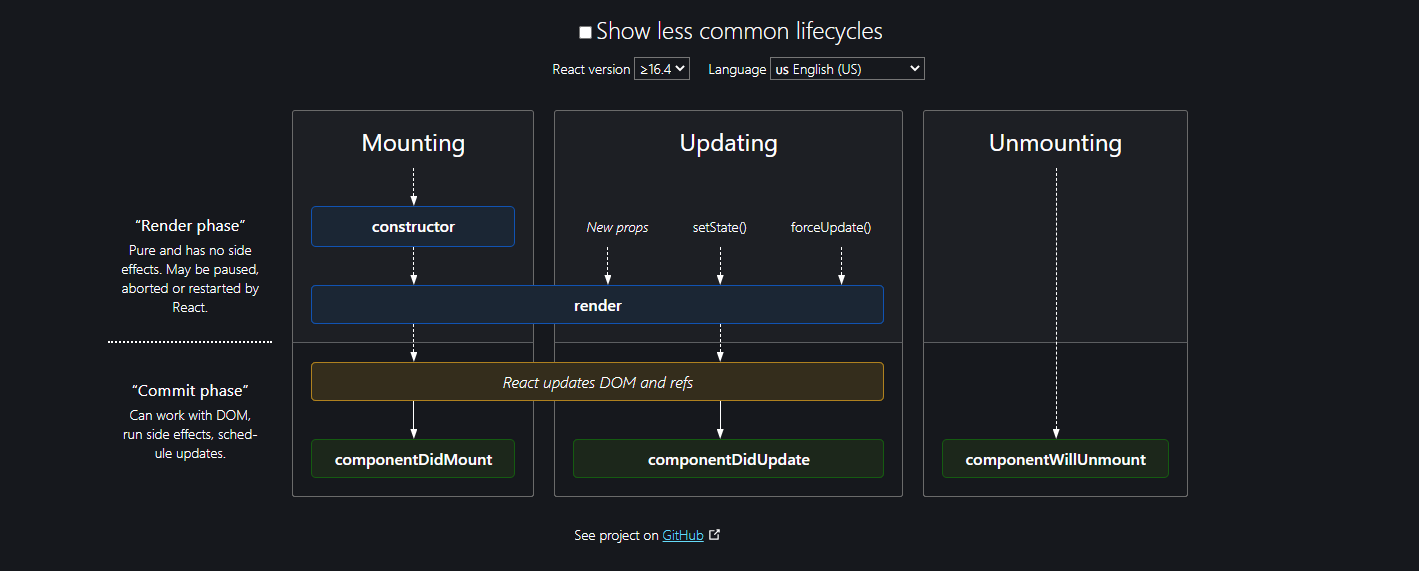 Show less common lifecycles
React version ≥16.4 Language us English (US)
Mounting
Updating
Unmounting
“Render phase”
Pure and has no side
effects. May be paused,
aborted or restarted by
React.
constructor
New props
setState()
forceUpdate()
render
“Commit phase”
Can work with DOM,
run side effects, sched-
ule updates.
React updates DOM and refs
componentDidMount
componentDidUpdate
componentWillUnmount
See project on GitHub